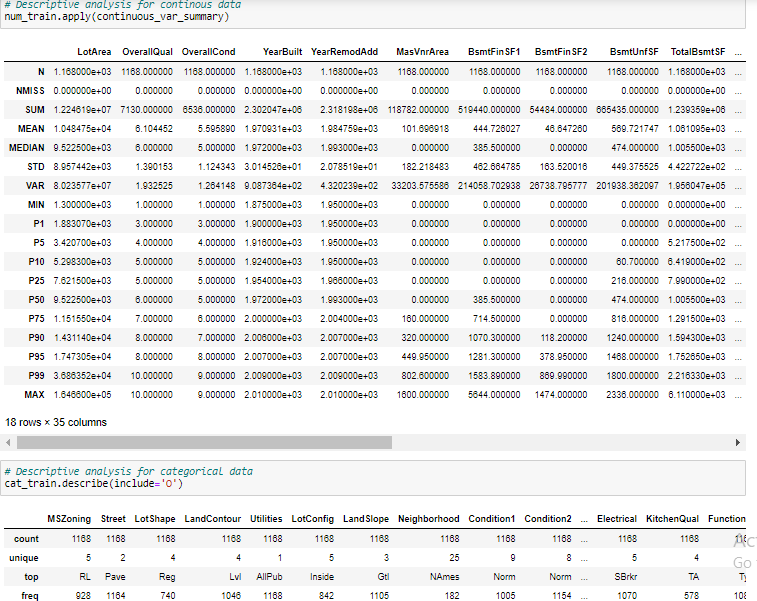 # Descriptive analysis for continous data
num_train.apply(continuous_var_summary)
LotArea OverallQual OverallCond YearBuilt YearRemodAdd MasVnrArea BsmtFinSF1 BsmtFinSF2 BsmtUnfSF TotalBsmtSF ...
N 1.168000e+03 1168.000000 1168.000000 1.168000e+03 1.168000e+03 1168.000000 1168.000000 1168.000000 1168.000000 1.168000e+03 ...
NMISS 0.000000e+00 0.000000 0.000000 0.000000e+00 0.000000e+00 0.000000 0.000000 0.000000 0.000000 0.000000e+00 ...
SUM 1.224619e+07 7130.000000 6536.000000 2.302047e+06 2.318198e+06 118782.000000 519440.000000 54484.000000 665435.000000 1.239359e+06 ...
MEAN 1.048475e+04 6.104452 5.595890 1.970931e+03 1.984759e+03 101.696918 444.726027 46.647260 569.721747 1.061095e+03 ...
MEDIAN 9.522500e+03 6.000000 5.000000 1.972000e+03 1.993000e+03 0.000000 385.500000 0.000000 474.000000 1.005500e+03 ...
STD 8.957442e+03 1.390153 1.124343 3.014526e+01 2.078519e+01 182.218483 462.664785 163.520016 449.375525 4.422722e+02 ...
VAR 8.023577e+07 1.932525 1.264148 9.087364e+02 4.320239e+02 33203.575586 214058.702938 26738.795777 201938.362097 1.956047e+05 ...
MIN 1.300000e+03 1.000000 1.000000 1.875000e+03 1.950000e+03 0.000000 0.000000 0.000000 0.000000 0.000000e+00 ...
P1 1.883070e+03 3.000000 3.000000 1.900000e+03 1.950000e+03 0.000000 0.000000 0.000000 0.000000 0.000000e+00 ...
P5 3.420700e+03 4.000000 4.000000 1.916000e+03 1.950000e+03 0.000000 0.000000 0.000000 0.000000 5.217500e+02 ...
P10 5.298300e+03 5.000000 5.000000 1.924000e+03 1.950000e+03 0.000000 0.000000 0.000000 60.700000 6.419000e+02 ...
P25 7.621500e+03 5.000000 5.000000 1.954000e+03 1.966000e+03 0.000000 0.000000 0.000000 216.000000 7.990000e+02 ...
P50 9.522500e+03 6.000000 5.000000 1.972000e+03 1.993000e+03 0.000000 385.500000 0.000000 474.000000 1.005500e+03 ...
P75 1.151550e+04 7.000000 6.000000 2.000000e+03 2.004000e+03 160.000000 714.500000 0.000000 816.000000 1.291500e+03 ...
P90 1.431140e+04 8.000000 7.000000 2.006000e+03 2.007000e+03 320.000000 1070.300000 118.200000 1240.000000 1.594300e+03 ...
P95 1.747305e+04 8.000000 8.000000 2.007000e+03 2.007000e+03 449.950000 1281.300000 378.950000 1468.000000 1.752650e+03 ...
P99 3.686352e+04 10.000000 9.000000 2.009000e+03 2.009000e+03 802.600000 1583.890000 869.990000 1800.000000 2.216330e+03 ...
MAX 1.646600e+05 10.000000 9.000000 2.010000e+03 2.010000e+03 1600.000000 5644.000000 1474.000000 2336.000000 6.110000e+03 ...
18 rows × 35 columns
# Descriptive analysis for categorical data
cat_train.describe(include='O')
MSZoning Street LotShape LandContour Utilities LotConfig LandSlope Neighborhood Condition1 Condition2 ... Electrical KitchenQual Function
count 1168 1168 1168 1168 1168 1168 1168 1168 1168 1168 ... 1168 1168
unique 5 2 4 4 1 5 3 25 9 8 ... 5 4
top RL Pave Reg Lvl AllPub Inside Gtl NAmes Norm Norm ... SBrkr TA
freq 928 1164 740 1046 1168 842 1105 182 1005 1154 ... 1070 578